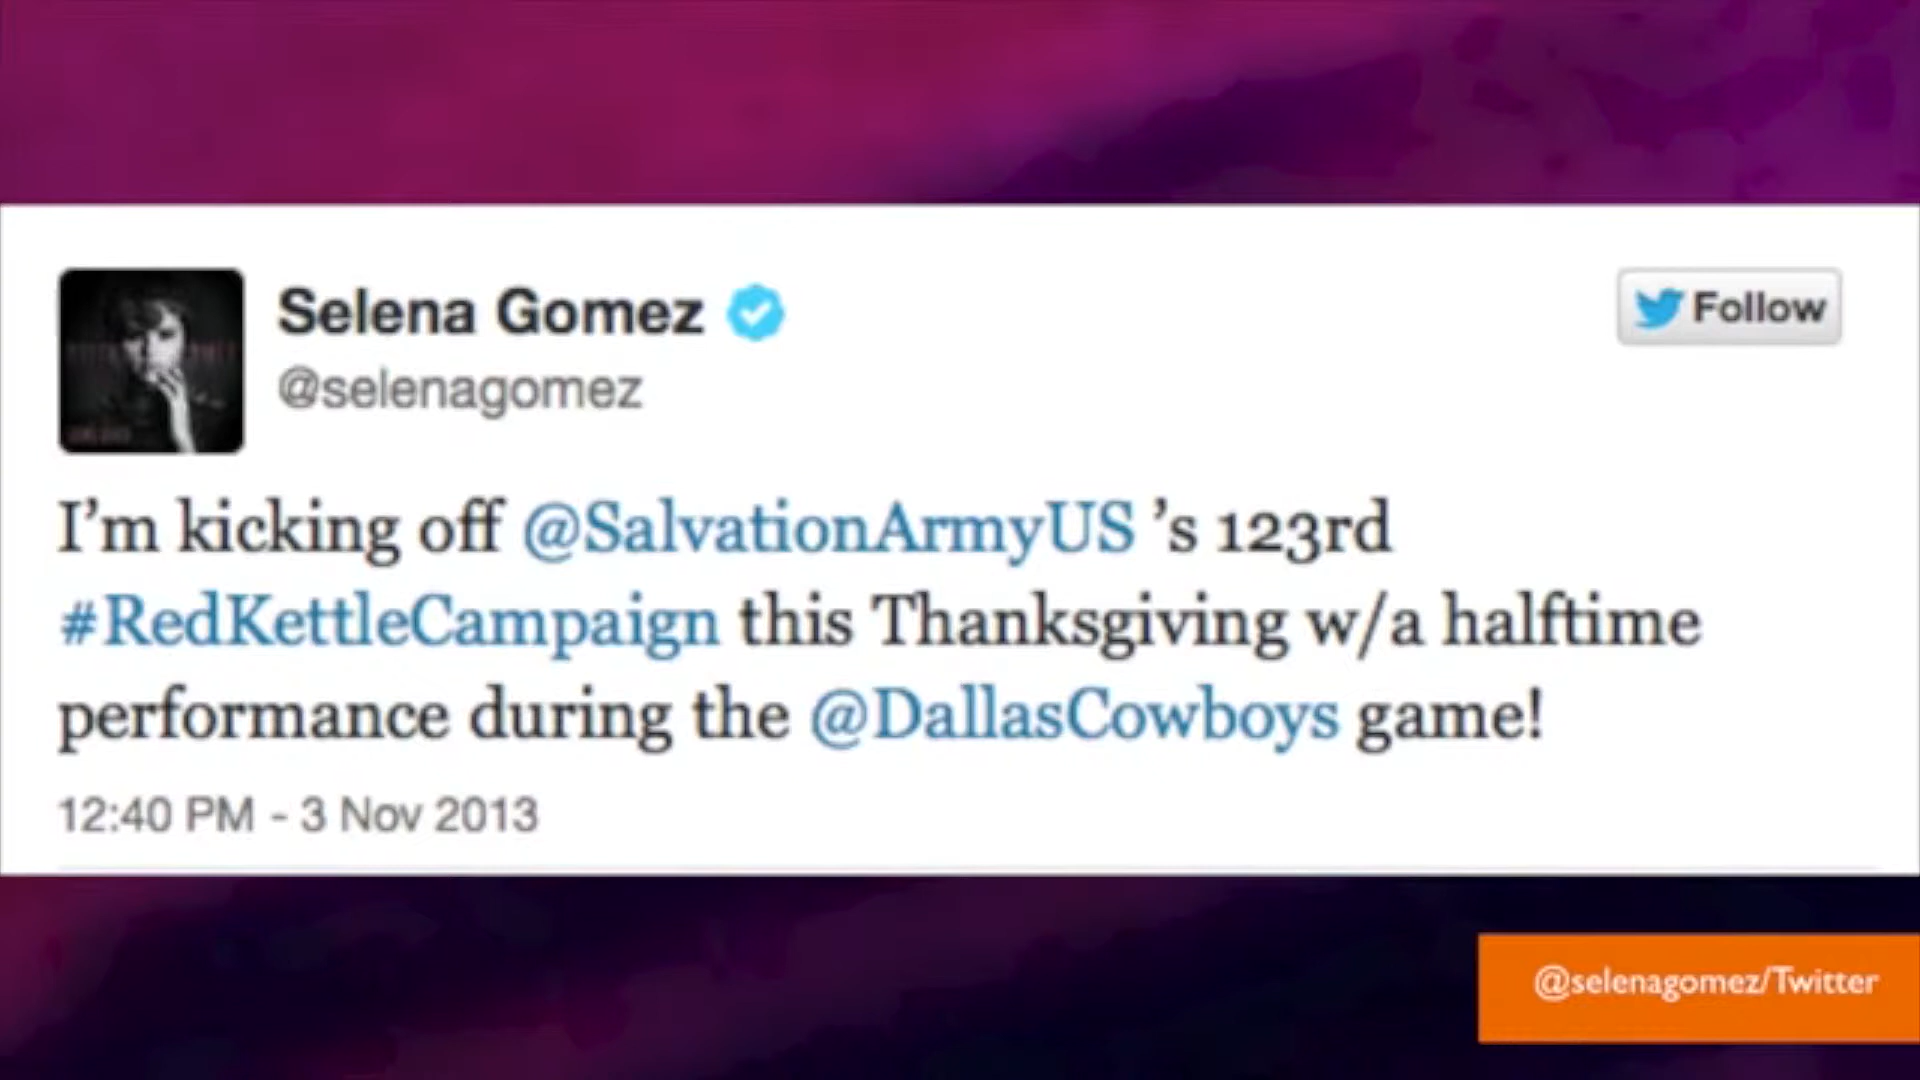 Selena Gomez
@selenagomez
Follow
I'm kicking off @SalvationArmyUS 's 123rd
#RedKettleCampaign this Thanksgiving w/a halftime
performance during the @DallasCowboys game!
12:40 PM - 3 Nov 2013
@selenagomez/Twitter